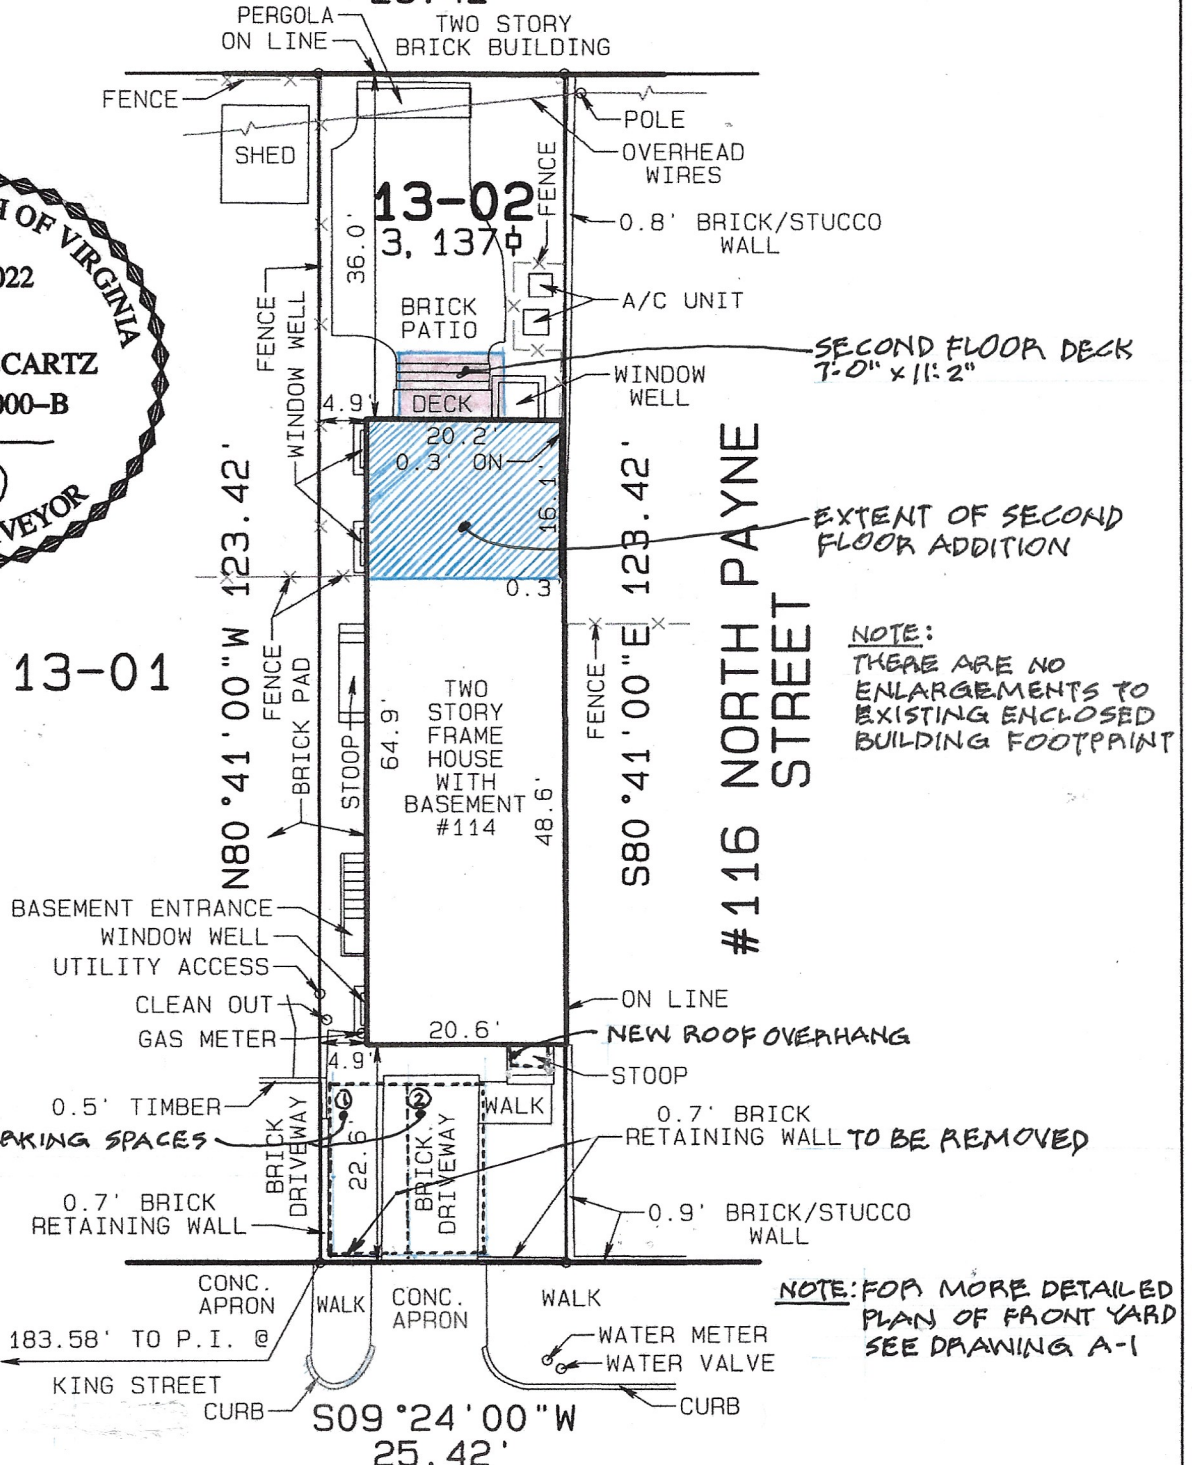 PERGOLA
ON LINE
TWO STORY
BRICK BUILDING
FENCE
SHED
POLE
OVERHEAD
WIRES
FENCE
13-02
3, 137
0.8' BRICK/STUCCO
WALL
36.0'
OF VIRGINIA
CARTZ
000-B
FENCE
WINDOW WELL
BRICK
PATIO
A/C UNIT
SECOND FLOOR DECK
7'-0" x 11'-2"
WINDOW
WELL
4.9'
DECK
20.2'
0.3' ON
16.1'
EXTENT OF SECOND
FLOOR ADDITION
0.3'
N80°41'00"W 123.42'
S80°41'00"E 123.42'
#116 NORTH PAYNE
STREET
13-01
NOTE:
THERE ARE NO
ENLARGEMENTS TO
EXISTING ENCLOSED
BUILDING FOOTPRINT
FENCE
BRICK PAD
STOOP
64.9'
TWO
STORY
FRAME
HOUSE
WITH
BASEMENT
#114
48.6'
FENCE
BASEMENT ENTRANCE
WINDOW WELL
UTILITY ACCESS
CLEAN OUT
GAS METER
ON LINE
20.6'
NEW ROOF OVERHANG
4.9'
STOOP
0.5' TIMBER
1
2
WALK
0.7' BRICK
RETAINING WALL TO BE REMOVED
SPACES
BRICK
DRIVEWAY
22.6'
BRICK
DRIVEWAY
0.7' BRICK
RETAINING WALL
0.9' BRICK/STUCCO
WALL
CONC.
APRON
WALK
CONC.
APRON
WALK
NOTE: FOR MORE DETAILED
PLAN OF FRONT YARD
SEE DRAWING A-1
183.58' TO P.I. @
KING STREET
WATER METER
WATER VALVE
CURB
CURB
S09°24'00"W
25.42'